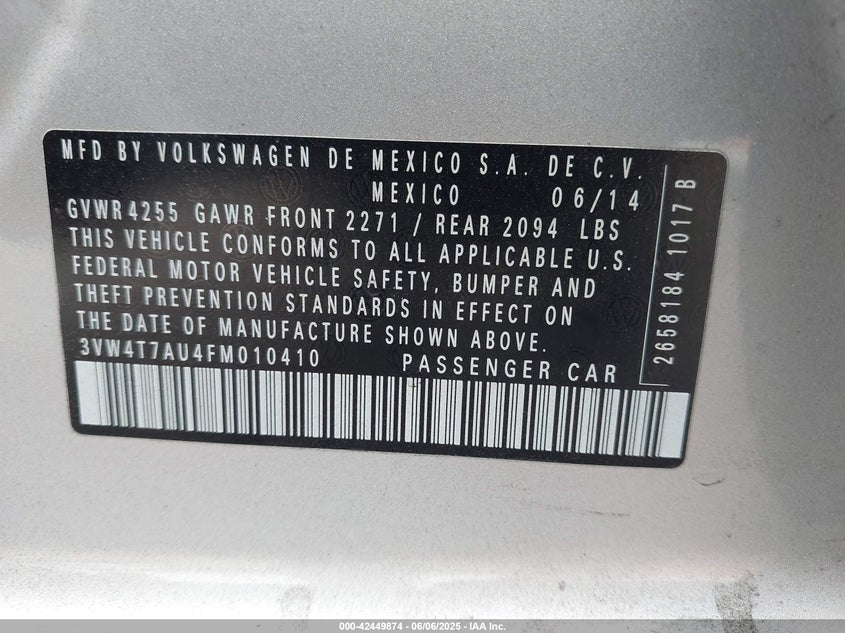 MFD BY VOLKSWAGEN DE MEXICO S.A. DE C.V.
MEXICO 06/14
GVWR 4255 GAWR FRONT 2271 / REAR 2094 LBS
THIS VEHICLE CONFORMS TO ALL APPLICABLE U.S.
FEDERAL MOTOR VEHICLE SAFETY, BUMPER AND
THEFT PREVENTION STANDARDS IN EFFECT ON
THE DATE OF MANUFACTURE SHOWN ABOVE.
3VW4T7AU4FM010410 PASSENGER CAR
2658184 1017 B
000-42449874 - 06/06/2025 - IAA Inc.